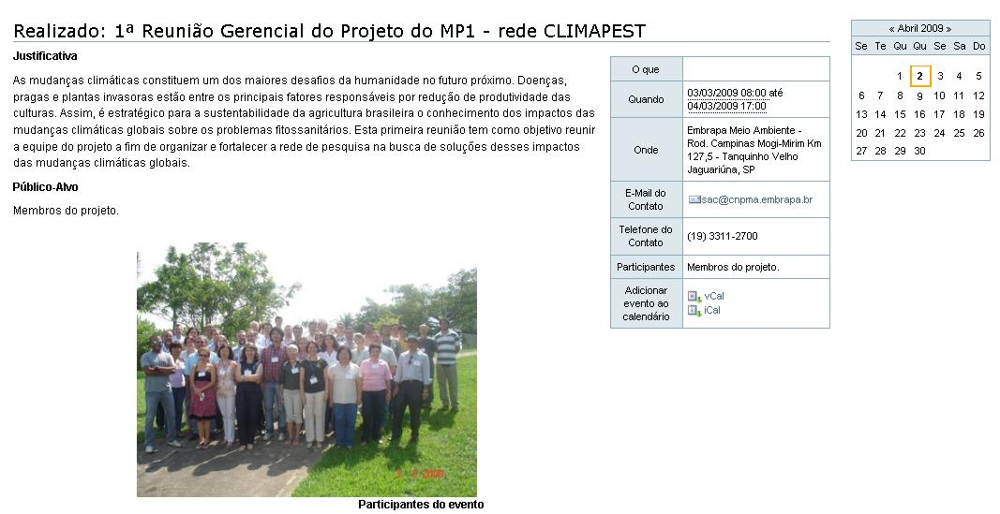 Realizado: 1ª Reunião Gerencial do Projeto do MP1 - rede CLIMAPEST
Justificativa
As mudanças climáticas constituem um dos maiores desafios da humanidade no futuro próximo. Doenças,
pragas e plantas invasoras estão entre os principais fatores responsáveis por redução de produtividade das
culturas. Assim, é estratégico para a sustentabilidade da agricultura brasileira o conhecimento dos impactos das
mudanças climáticas globais sobre os problemas fitossanitários. Esta primeira reunião tem como objetivo reunir
a equipe do projeto a fim de organizar e fortalecer a rede de pesquisa na busca de soluções desses impactos
das mudanças climáticas globais.
Público-Alvo
Membros do projeto.
Participantes do evento
O que
Quando
03/03/2009 08:00 até
04/03/2009 17:00
Onde
Embrapa Meio Ambiente -
Rod. Campinas Mogi-Mirim Km
127,5 - Tanquinho Velho
Jaguariúna, SP
E-Mail do
Contato
sac@cnpma.embrapa.br
Telefone do
Contato
(19) 3311-2700
Participantes
Membros do projeto.
Adicionar
evento ao
calendário
vCal
iCal
« Abril 2009 »
Se Te Qu Qu Se Sa Do
1 2 3 4 5
6 7 8 9 10 11 12
13 14 15 16 17 18 19
20 21 22 23 24 25 26
27 28 29 30